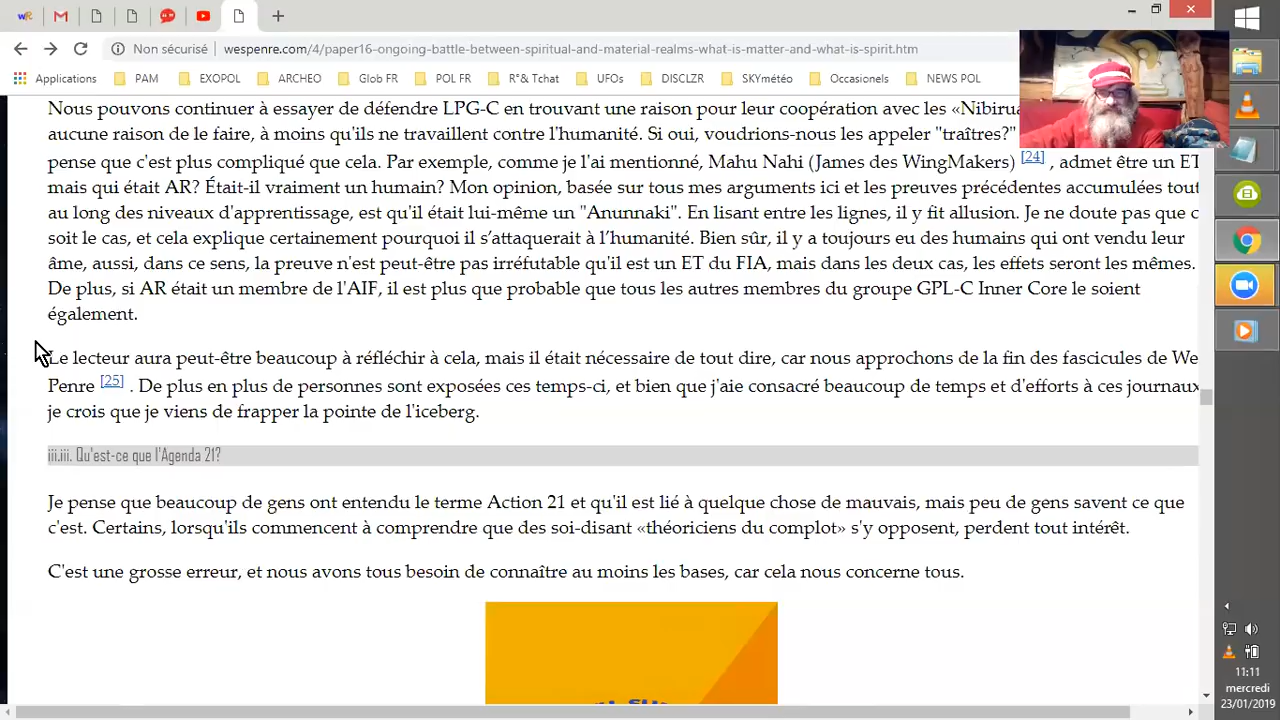 Non sécurisé
wespenre.com/4/paper16-ongoing-battle-between-spiritual-and-material-realms-what-is-matter-and-what-is-spirit.htm
Applications PAM EXOPOL ARCHEO Glob FR POL FR R"& Tchat UFOs DISCLZR SKYmétéo Occasionels NEWS POL
Nous pouvons continuer à essayer de défendre LPG-C en trouvant une raison pour leur coopération avec les
aucune raison de le faire, à moins qu'ils ne travaillent contre l'humanité. Si oui, voudrions-nous les appeler "traîtres?"
pense que c'est plus compliqué que cela. Par exemple, comme je l'ai mentionné, Mahu Nahi (James des WingMakers) [24] , admet être un ET
mais qui était AR? Était-il vraiment un humain? Mon opinion, basée sur tous mes arguments ici et les preuves précédentes accumulées tout
au long des niveaux d'apprentissage, est qu'il était lui-même un "Anunnaki". En lisant entre les lignes, il y fit allusion. Je ne doute pas que
soit le cas, et cela explique certainement pourquoi il s'attaquerait à l'humanité. Bien sûr, il y a toujours eu des humains qui ont vendu leur
âme, aussi, dans ce sens, la preuve n'est peut-être pas irréfutable qu'il est un ET du FIA, mais dans les deux cas, les effets seront les mêmes.
De plus, si AR était un membre de l'AIF, il est plus que probable que tous les autres membres du groupe GPL-C Inner Core le soient
également.
Le lecteur aura peut-être beaucoup à réfléchir à cela, mais il était nécessaire de tout dire, car nous approchons de la fin des fascicules de We
Penre [25] . De plus en plus de personnes sont exposées ces temps-ci, et bien que j'aie consacré beaucoup de temps et d'efforts à ces journaux
je crois que je viens de frapper la pointe de l'iceberg.
iii.iii. Qu'est-ce que l'Agenda 21?
Je pense que beaucoup de gens ont entendu le terme Action 21 et qu'il est lié à quelque chose de mauvais, mais peu de gens savent ce que
c'est. Certains, lorsqu'ils commencent à comprendre que des soi-disant «théoriciens du complot» s'y opposent, perdent tout intérêt.
C'est une grosse erreur, et nous avons tous besoin de connaître au moins les bases, car cela nous concerne tous.
11:11
mercredi
23/01/2019